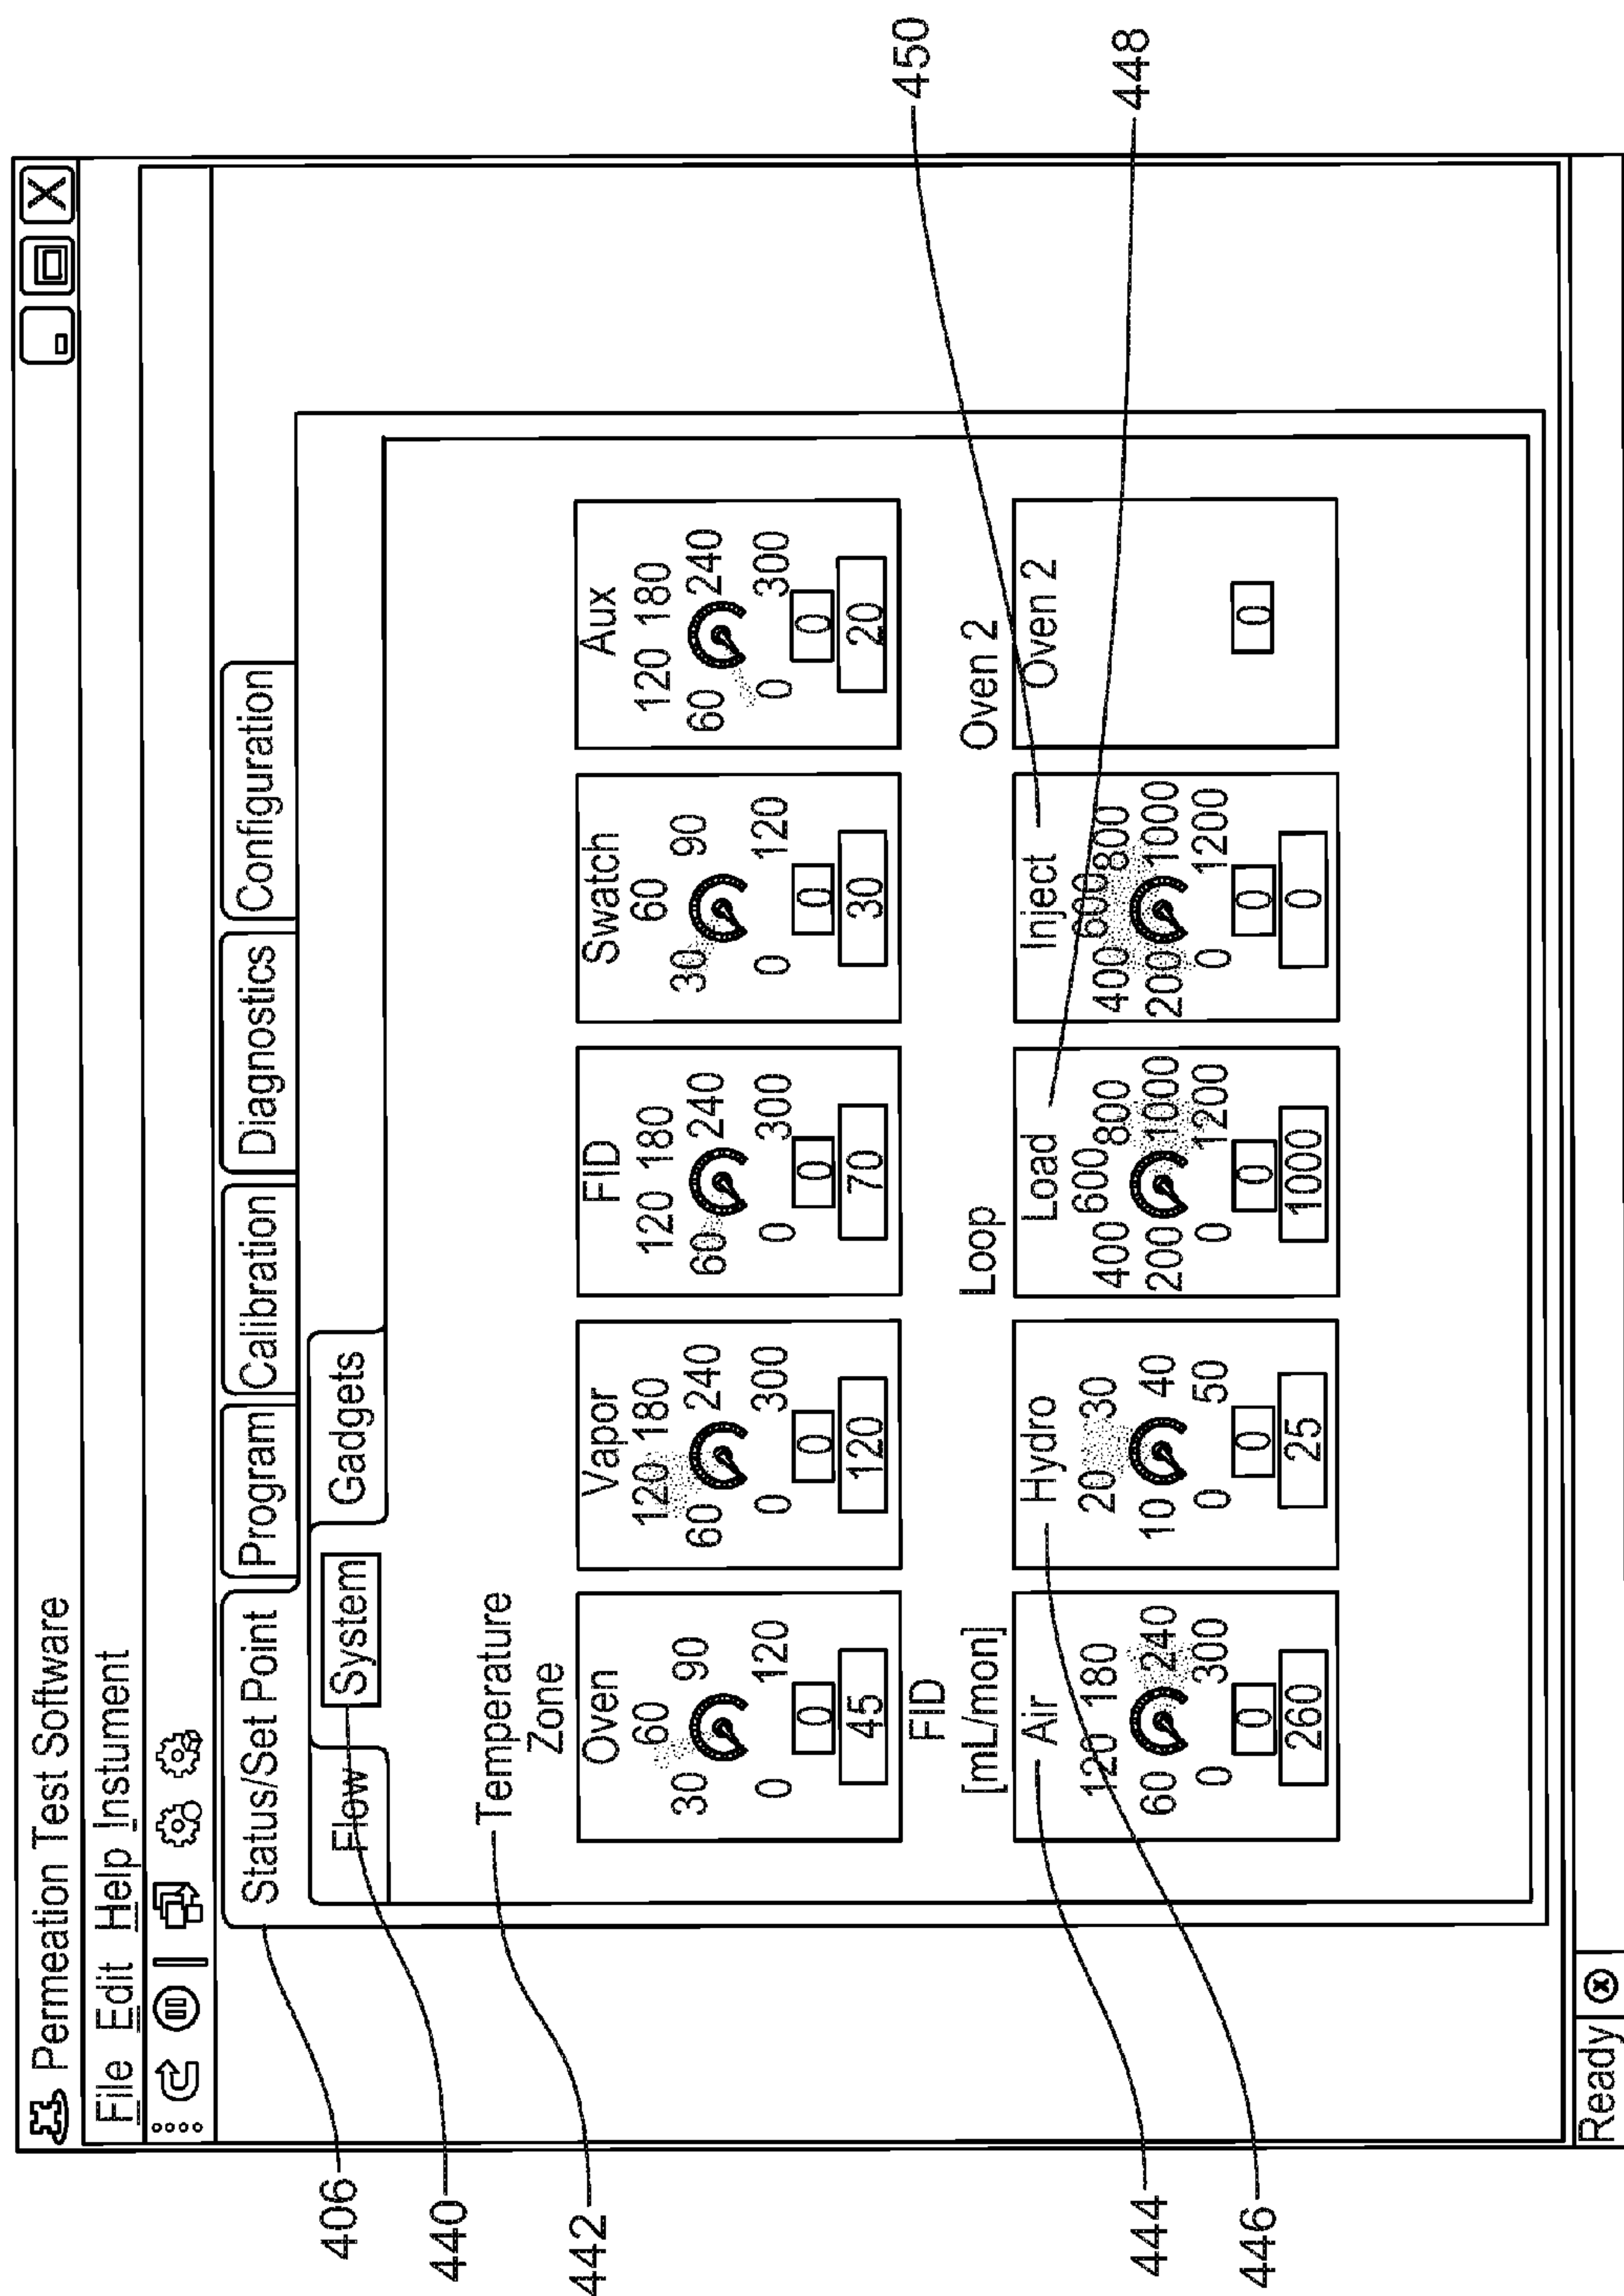 Permeation Test Software
File Edit Help Instument
Status/Set Point Program Calibration Diagnostics Configuration
Flow System Gadgets
Temperature
Zone
Oven
30 60 90
0 120
0
45
Vapor
120 180
60 240
0 300
0
120
FID
120 180
60 240
0 300
0
70
Swatch
30 60 90
0 120
0
30
Aux
120 180
60 240
0 300
0
20
FID
[mL/mon]
Air
120 180
60 240
0 300
0
260
Hydro
20 30
10 40
0 50
0
25
Loop
Load
400 600 800
200 1000
0 1200
0
1000
Inject
400 600 800
200 1000
0 1200
0
0
Oven 2
Oven 2
0
Ready
406
440
442
444
446
448
450